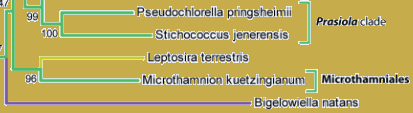 47
99 Pseudochlorella pringsheimii
Prasiola clade
100 Stichococcus jenerensis
Leptosira terrestris
96 Microthamnion kuetzingianum Microthamniales
Bigelowiella natans